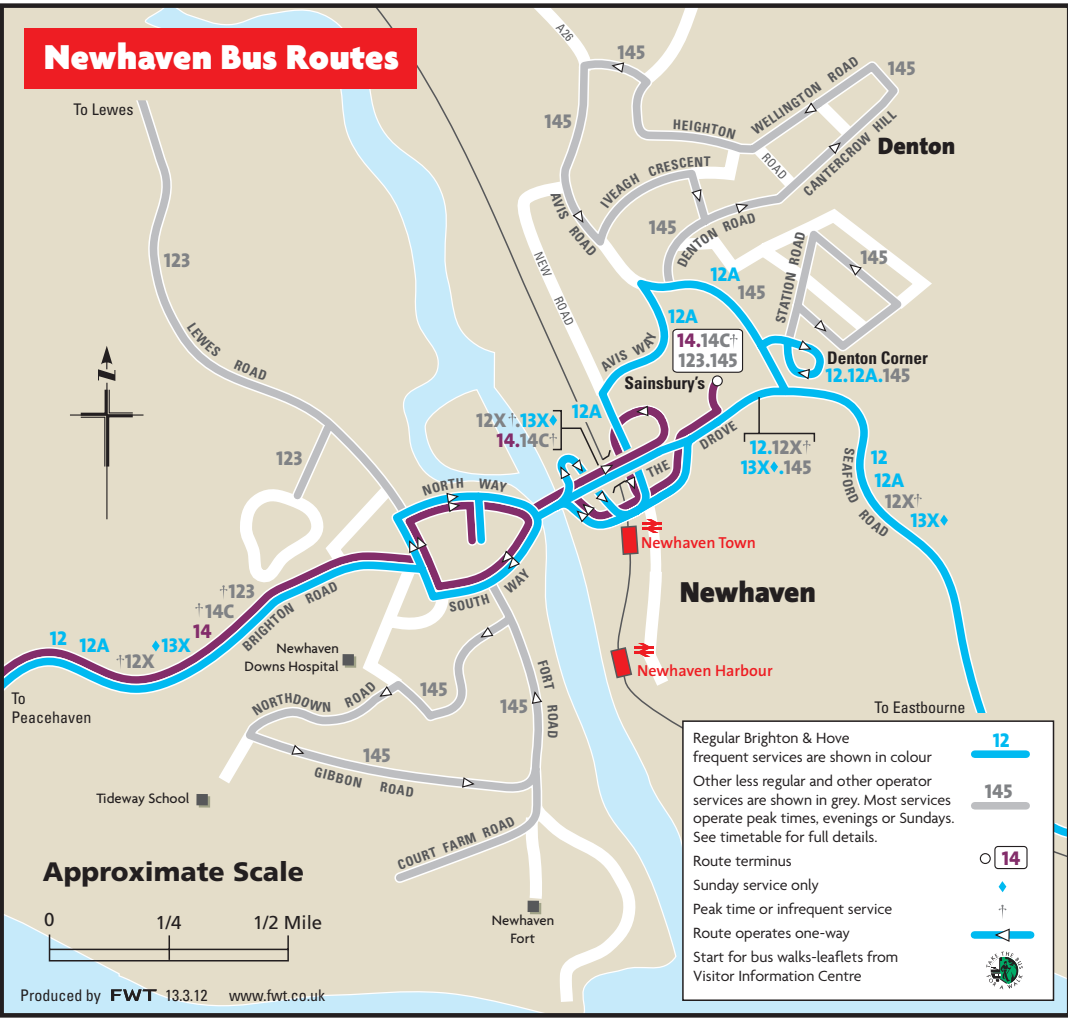 Newhaven Bus Routes
To Lewes
A26
145
145
WELLINGTON ROAD
145
HEIGHTON
ROAD
CANTERCROW HILL
Denton
145
IVEAGH CRESCENT
AVIS ROAD
145
DENTON ROAD
STATION ROAD
145
123
NEW ROAD
12A
145
12A
AVIS WAY
14.14C†
123.145
Sainsbury's
Denton Corner
12.12A.145
LEWES ROAD
N
12X†.13X♦
14.14C†
12A
THE DROVE
12.12X†
13X♦.145
123
NORTH WAY
SEAFORD ROAD
12
12A
12X†
13X♦
Newhaven Town
Newhaven
SOUTH WAY
†123
†14C
14
♦13X
†12X
12A
12
BRIGHTON ROAD
To
Peacehaven
Newhaven
Downs Hospital
Newhaven Harbour
NORTHDOWN ROAD
145
145
FORT ROAD
To Eastbourne
145
GIBBON ROAD
Tideway School
COURT FARM ROAD
Newhaven
Fort
Approximate Scale
0 1/4 1/2 Mile
Produced by FWT 13.3.12 www.fwt.co.uk
Regular Brighton & Hove
frequent services are shown in colour
12
Other less regular and other operator
services are shown in grey. Most services
operate peak times, evenings or Sundays.
See timetable for full details.
145
Route terminus
14
Sunday service only ♦
Peak time or infrequent service †
Route operates one-way
Start for bus walks-leaflets from
Visitor Information Centre
TAKE THE BUS
FOR A WALK